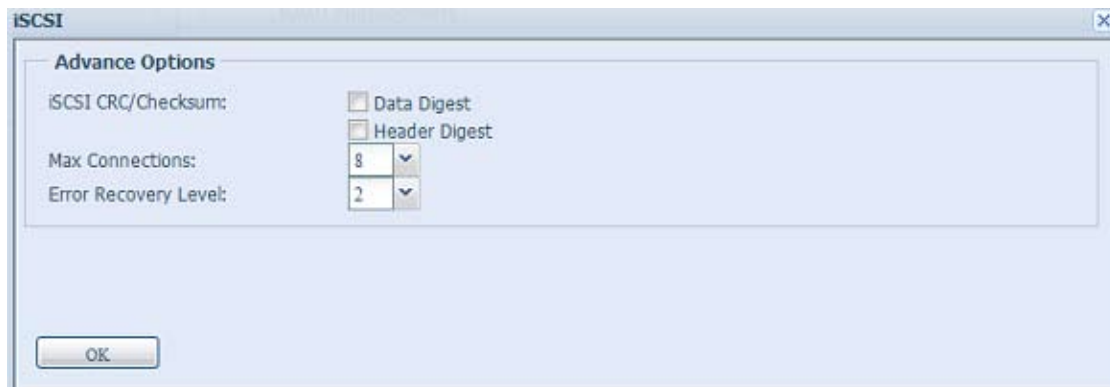 iSCSI
Advance Options
iSCSI CRC/Checksum:
Data Digest
Header Digest
Max Connections:
8
Error Recovery Level:
2
OK